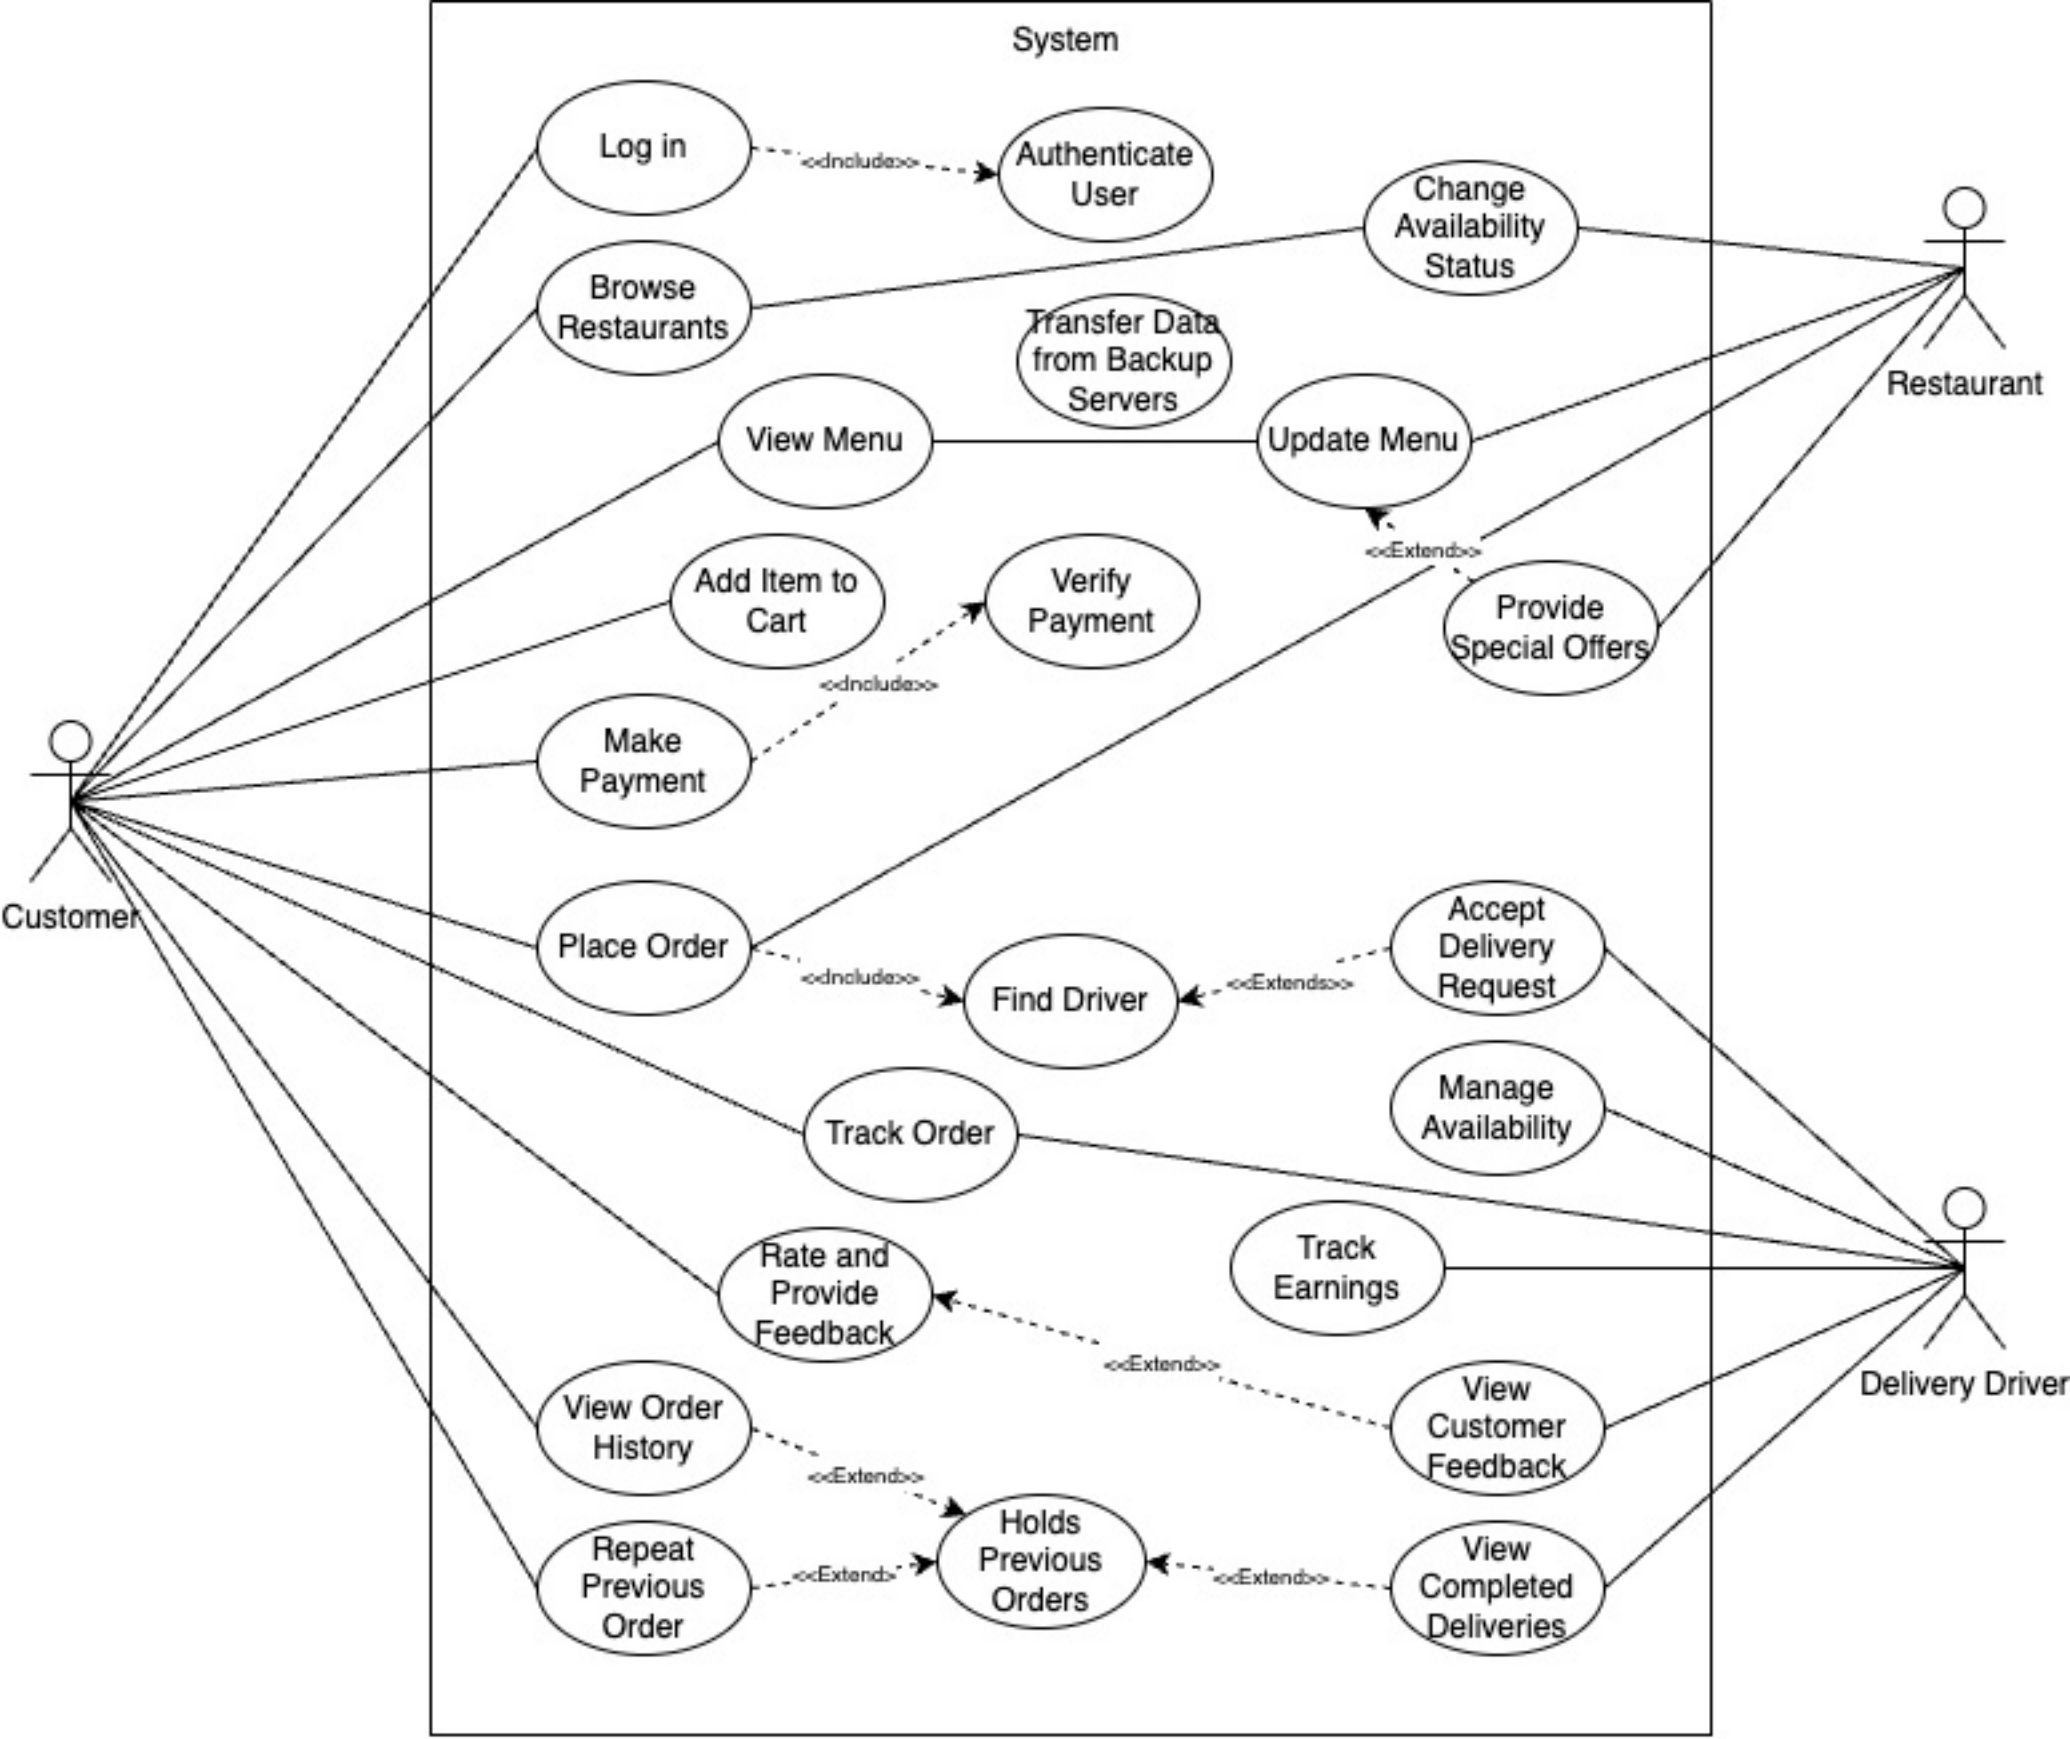 System
Log in
<<Include>>
Authenticate
User
Change
Availability
Status
Browse
Restaurants
Transfer Data
from Backup
Servers
Restaurant
View Menu
Update Menu
<<Extend>>
Add Item to
Cart
Verify
Payment
Provide
Special Offers
<<Include>>
Make
Payment
Customer
Place Order
<<Include>>
Find Driver
<<Extends>>
Accept
Delivery
Request
Manage
Availability
Track Order
Track
Earnings
Rate and
Provide
Feedback
<<Extend>>
Delivery Driver
View Order
History
View
Customer
Feedback
<<Extend>>
Repeat
Previous
Order
<<Extend>
Holds
Previous
Orders
<<Extend>>
View
Completed
Deliveries